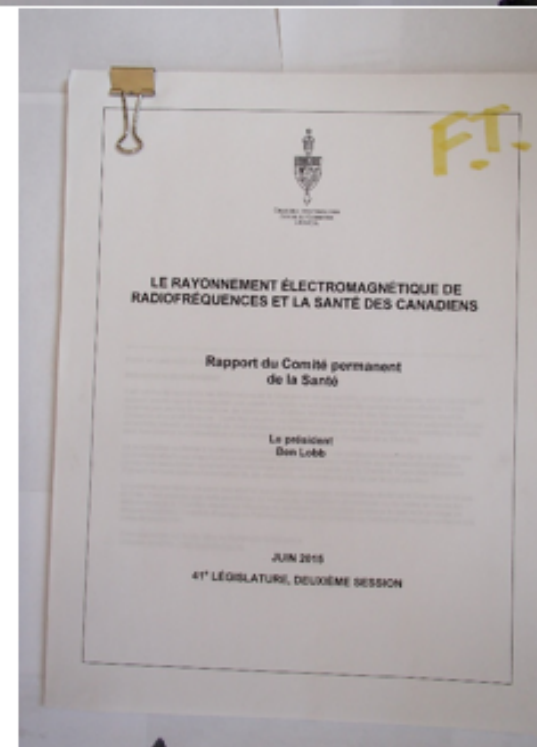 F.T.
LE RAYONNEMENT ÉLECTROMAGNÉTIQUE DE
RADIOFRÉQUENCES ET LA SANTÉ DES CANADIENS
Rapport du Comité permanent
de la Santé
Le président
Ben Lobb
JUIN 2015
41e LÉGISLATURE, DEUXIÈME SESSION